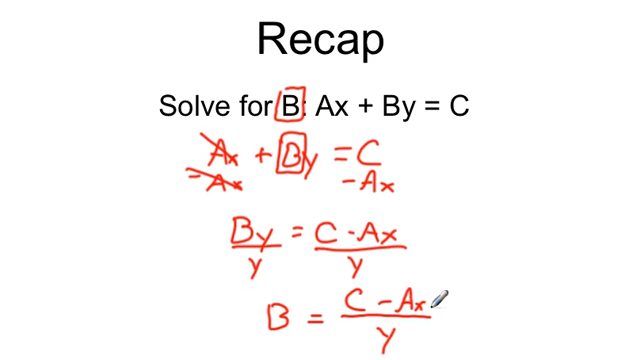 Recap
Solve for B: Ax + By = C
Ax + By = C
-Ax -Ax
By = C - Ax
y y
B = C - Ax
y